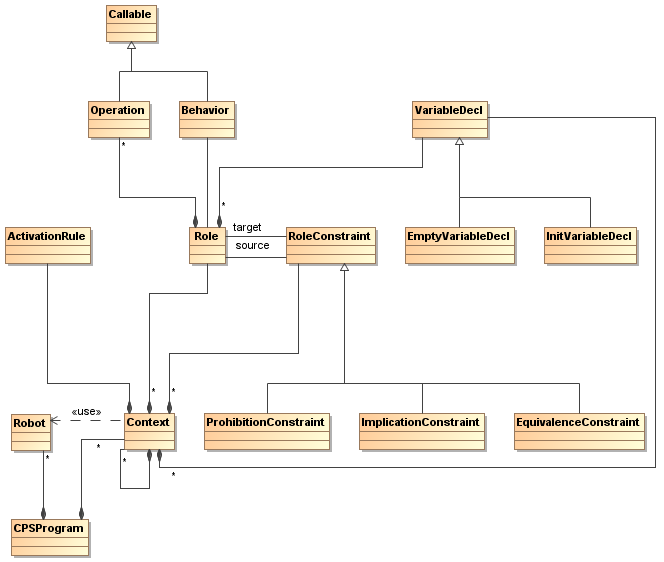 Callable
Operation
Behavior
VariableDecl
*
*
ActivationRule
Role
target
source
RoleConstraint
EmptyVariableDecl
InitVariableDecl
*
*
Robot
«use»
Context
ProhibitionConstraint
ImplicationConstraint
EquivalenceConstraint
*
*
*
*
CPSProgram